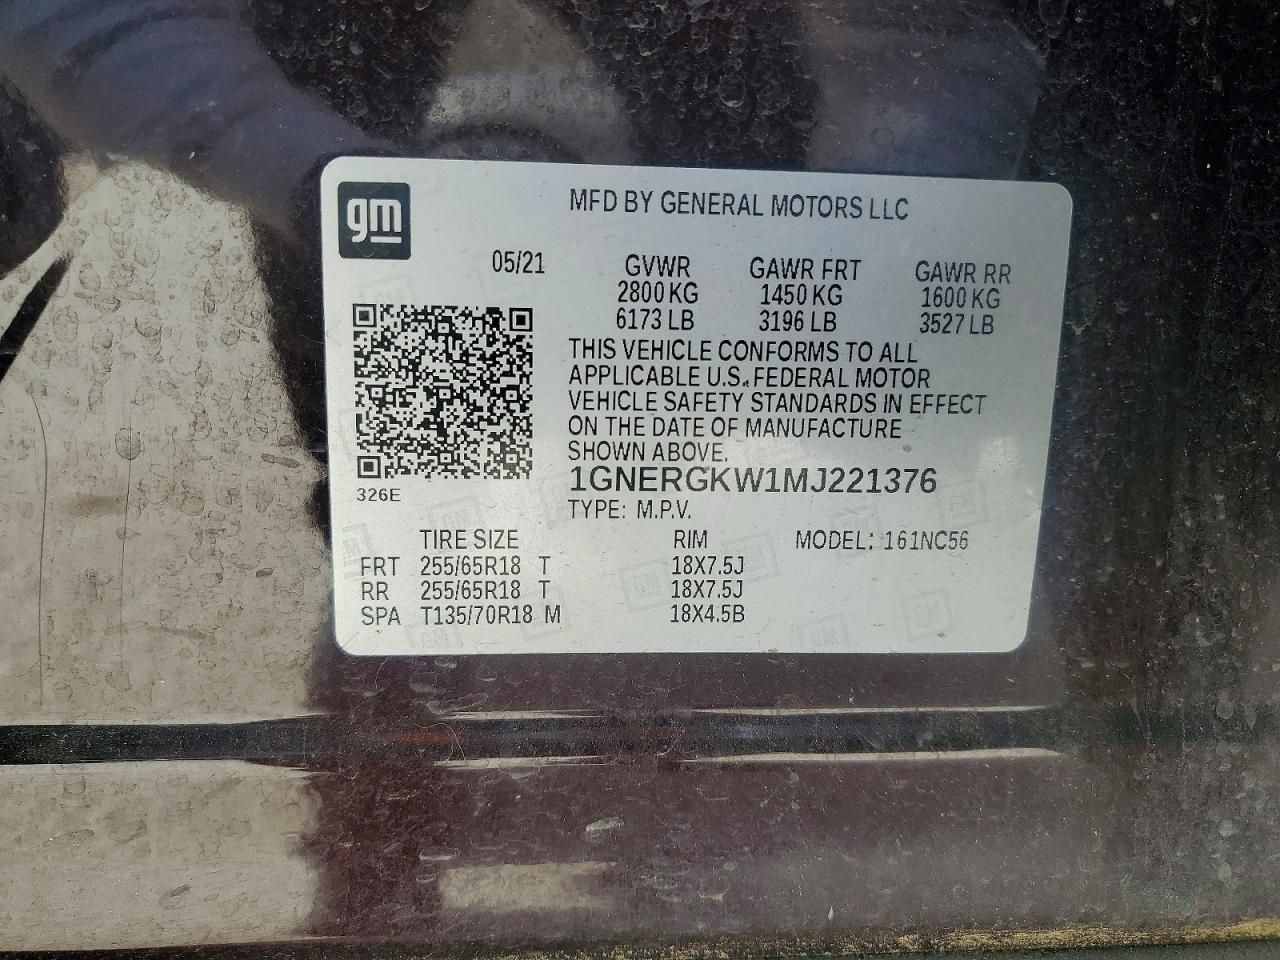 gm
MFD BY GENERAL MOTORS LLC
05/21 GVWR GAWR FRT GAWR RR
2800 KG 1450 KG 1600 KG
6173 LB 3196 LB 3527 LB
THIS VEHICLE CONFORMS TO ALL
APPLICABLE U.S. FEDERAL MOTOR
VEHICLE SAFETY STANDARDS IN EFFECT
ON THE DATE OF MANUFACTURE
SHOWN ABOVE.
1GNERGKW1MJ221376
326E
TYPE: M.P.V.
TIRE SIZE RIM MODEL: 161NC56
FRT 255/65R18 T 18X7.5J
RR 255/65R18 T 18X7.5J
SPA T135/70R18 M 18X4.5B